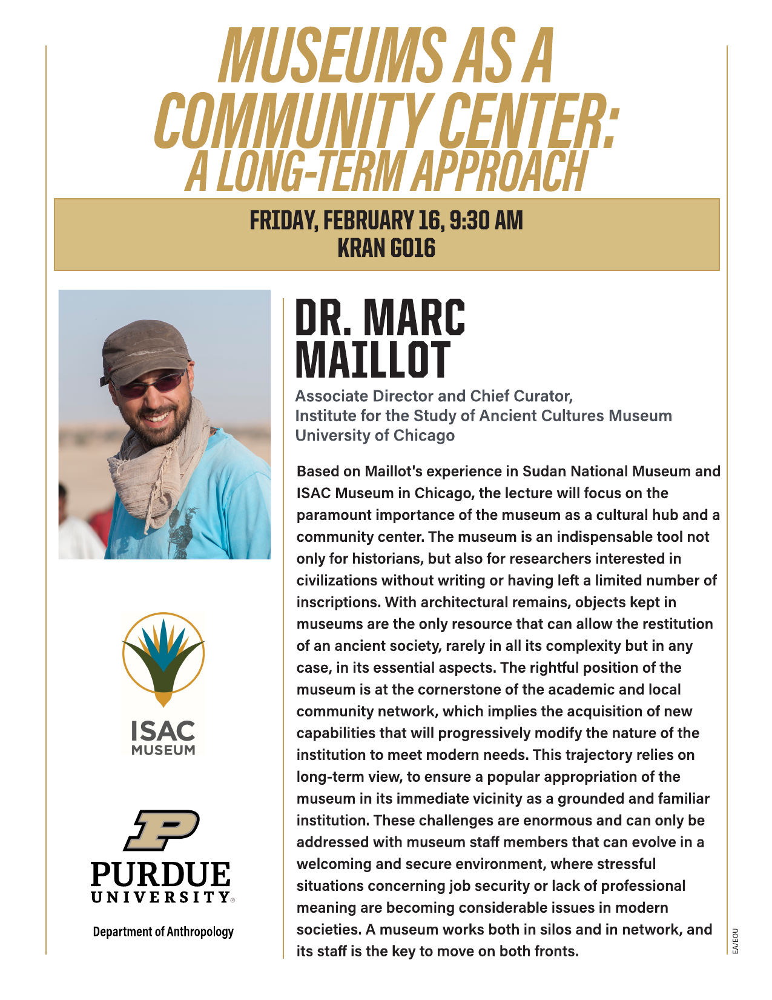 MUSEUMS AS A
COMMUNITY CENTER:
A LONG-TERM APPROACH
FRIDAY, FEBRUARY 16, 9:30 AM
KRAN G016
DR. MARC
MAILLOT
Associate Director and Chief Curator,
Institute for the Study of Ancient Cultures Museum
University of Chicago
Based on Maillot's experience in Sudan National Museum and
ISAC Museum in Chicago, the lecture will focus on the
paramount importance of the museum as a cultural hub and a
community center. The museum is an indispensable tool not
only for historians, but also for researchers interested in
civilizations without writing or having left a limited number of
inscriptions. With architectural remains, objects kept in
museums are the only resource that can allow the restitution
of an ancient society, rarely in all its complexity but in any
case, in its essential aspects. The rightful position of the
museum is at the cornerstone of the academic and local
community network, which implies the acquisition of new
capabilities that will progressively modify the nature of the
institution to meet modern needs. This trajectory relies on
long-term view, to ensure a popular appropriation of the
museum in its immediate vicinity as a grounded and familiar
institution. These challenges are enormous and can only be
addressed with museum staff members that can evolve in a
welcoming and secure environment, where stressful
situations concerning job security or lack of professional
meaning are becoming considerable issues in modern
societies. A museum works both in silos and in network, and
its staff is the key to move on both fronts.
ISAC
MUSEUM
P
PURDUE
UNIVERSITY®
Department of Anthropology
EA/EOU